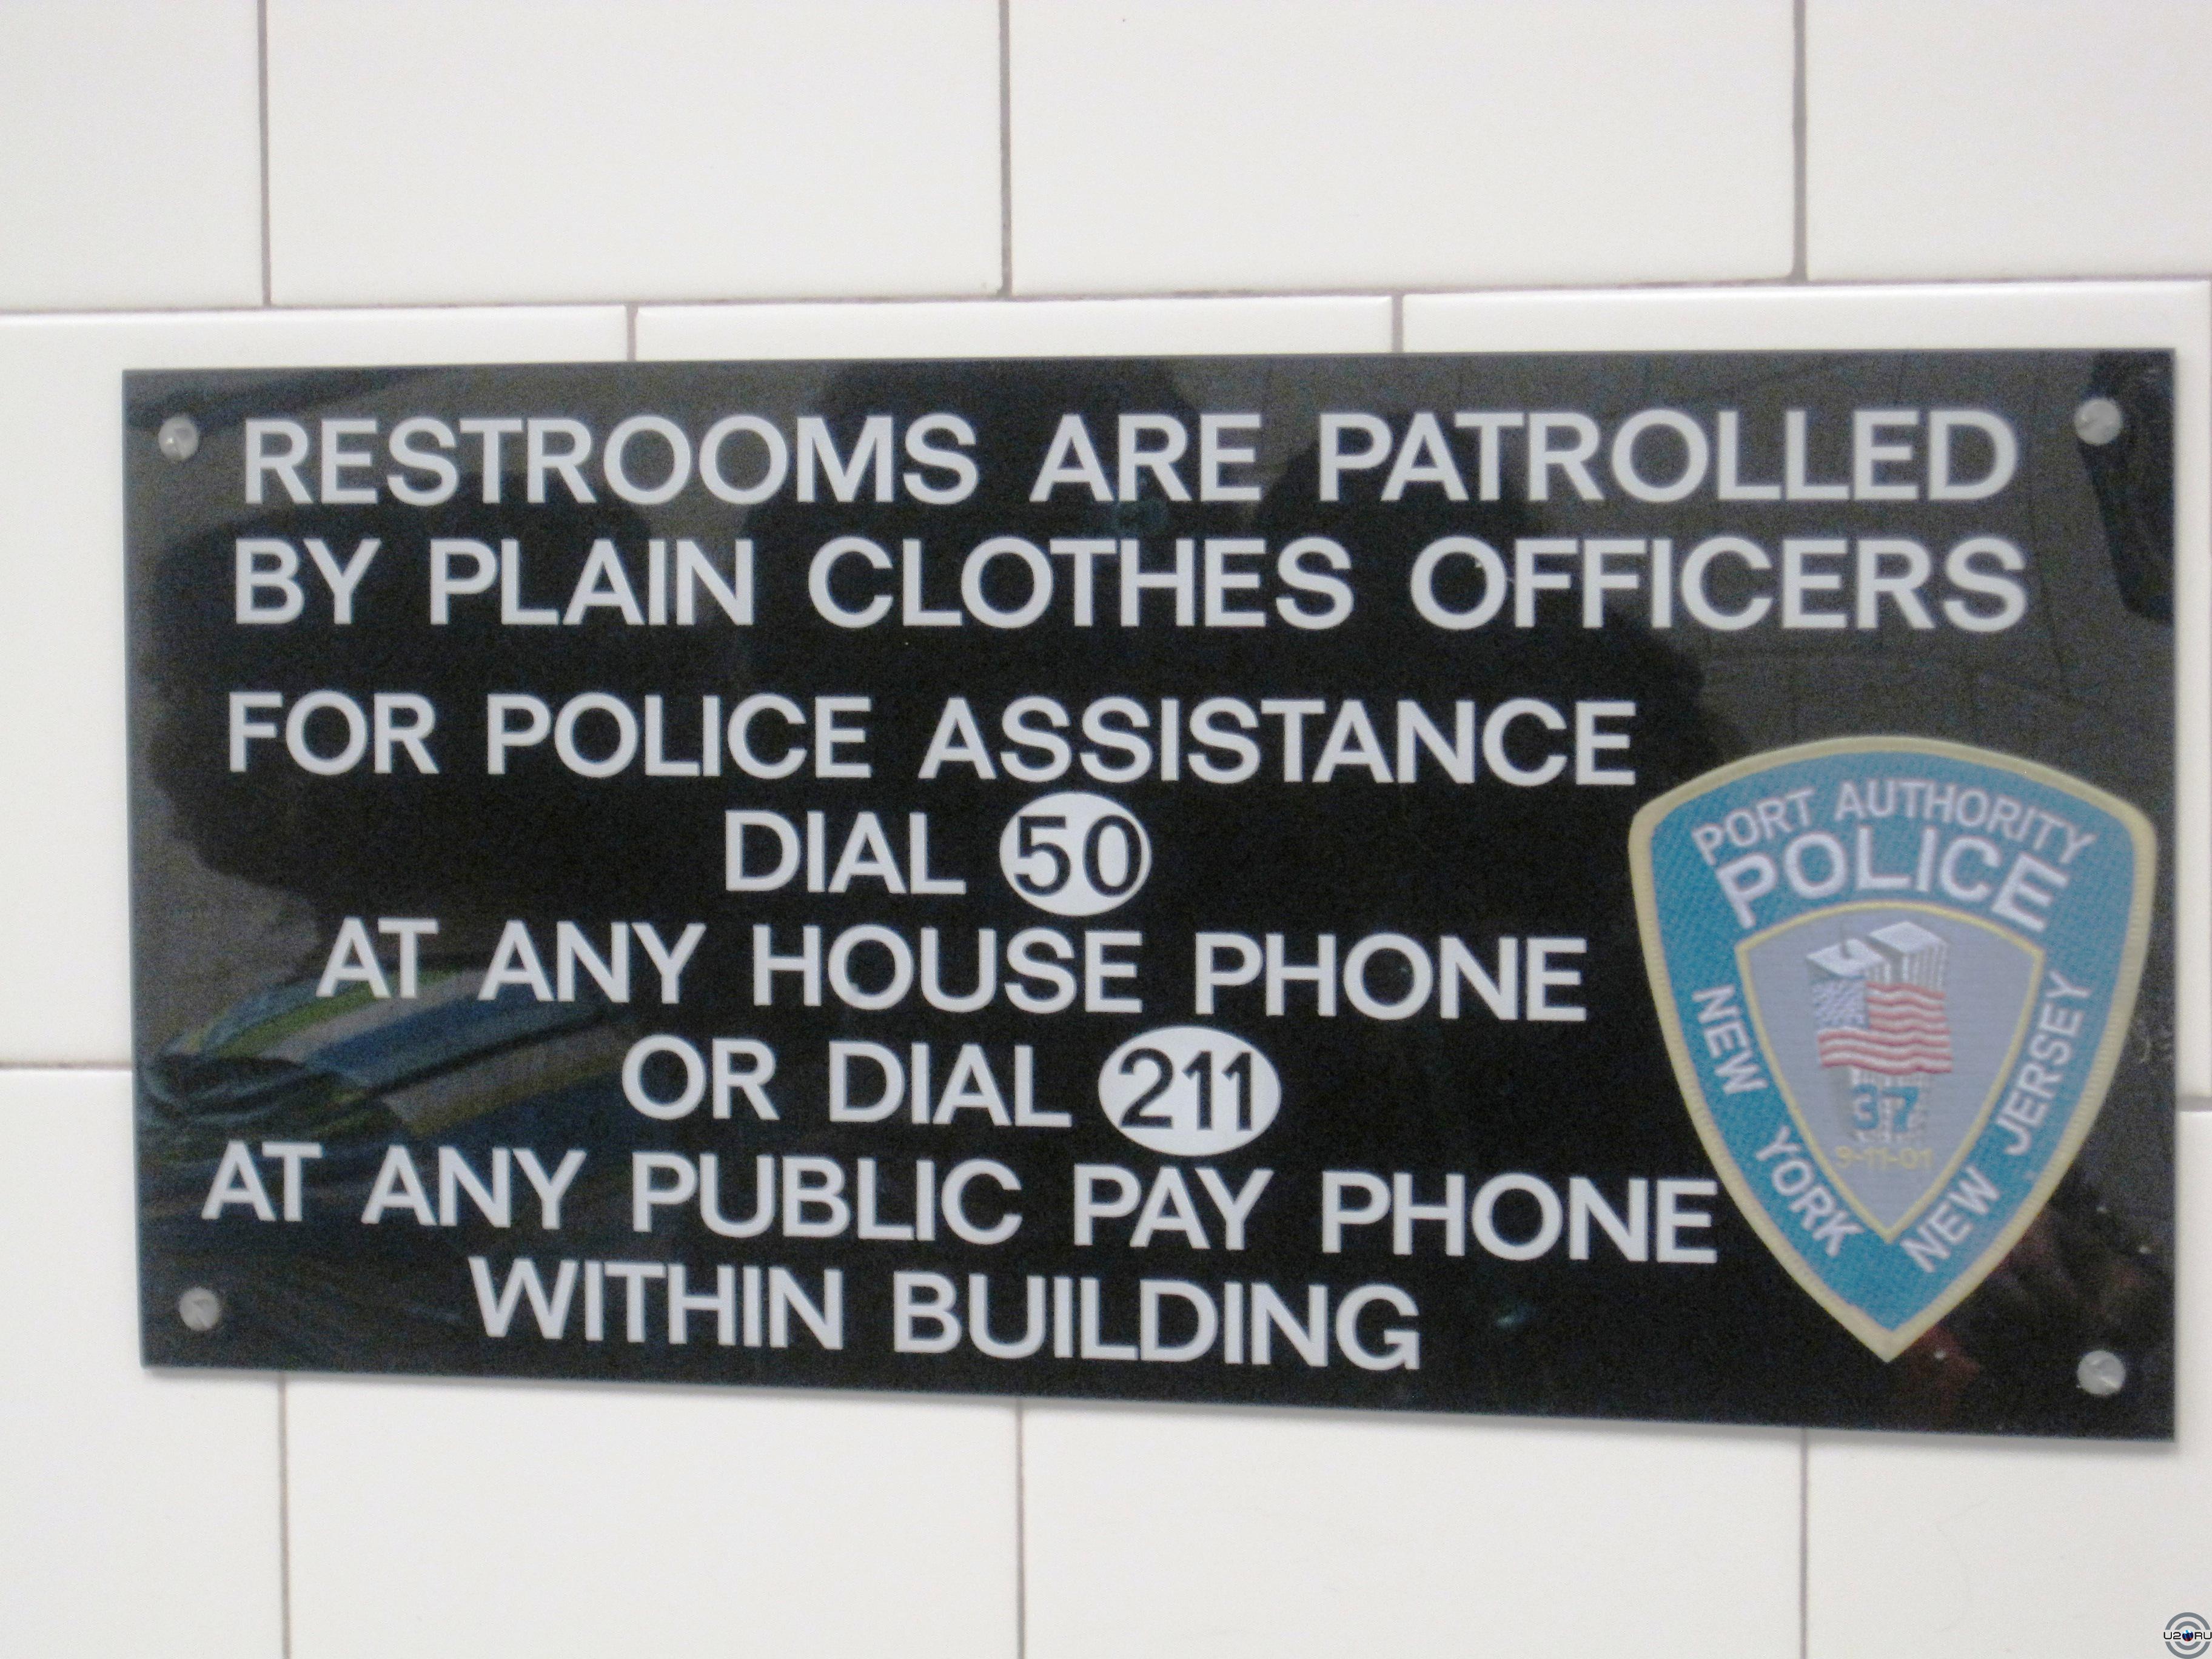 RESTROOMS ARE PATROLLED
BY PLAIN CLOTHES OFFICERS
FOR POLICE ASSISTANCE
DIAL 50
AT ANY HOUSE PHONE
OR DIAL 211
AT ANY PUBLIC PAY PHONE
WITHIN BUILDING
PORT AUTHORITY
POLICE
NEW YORK
NEW JERSEY
37
9-11-01